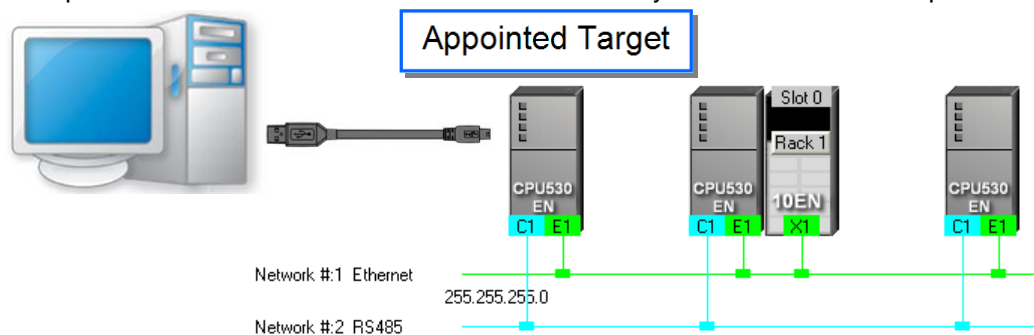 Appointed Target
Slot 0
Rack 1
CPU530
EN
CPU530
EN
10EN
CPU530
EN
C1 E1
C1 E1
X1
C1 E1
Network #:1 Ethernet
255.255.255.0
Network #:2 RS485